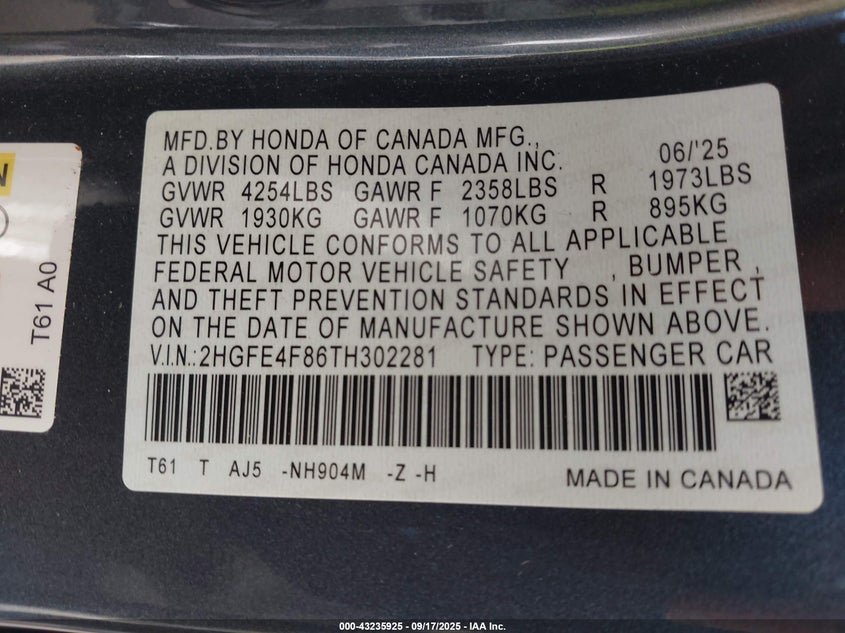 MFD.BY HONDA OF CANADA MFG.,
A DIVISION OF HONDA CANADA INC. 06/'25
GVWR 4254LBS GAWR F 2358LBS R 1973LBS
GVWR 1930KG GAWR F 1070KG R 895KG
THIS VEHICLE CONFORMS TO ALL APPLICABLE
FEDERAL MOTOR VEHICLE SAFETY , BUMPER ,
AND THEFT PREVENTION STANDARDS IN EFFECT
ON THE DATE OF MANUFACTURE SHOWN ABOVE.
V.I.N.:2HGFE4F86TH302281 TYPE: PASSENGER CAR
T61 T AJ5 -NH904M -Z -H
MADE IN CANADA
T61 A0
000-43235925 - 09/17/2025 - IAA Inc.